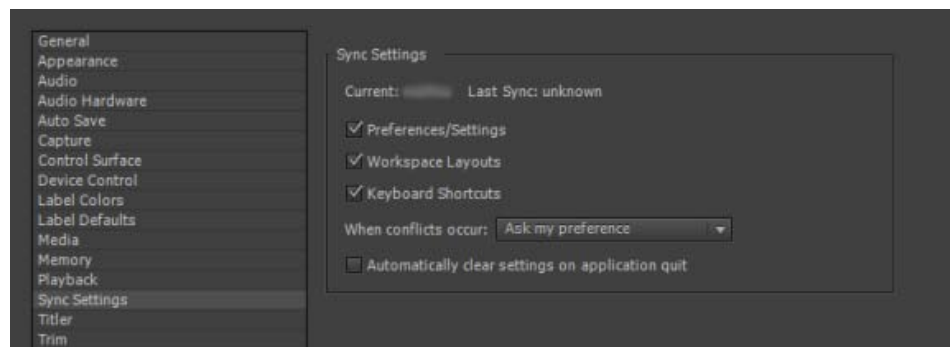 General
Appearance
Audio
Audio Hardware
Auto Save
Capture
Control Surface
Device Control
Label Colors
Label Defaults
Media
Memory
Playback
Sync Settings
Titler
Trim
Sync Settings
Current: Last Sync: unknown
Preferences/Settings
Workspace Layouts
Keyboard Shortcuts
When conflicts occur: Ask my preference
Automatically clear settings on application quit